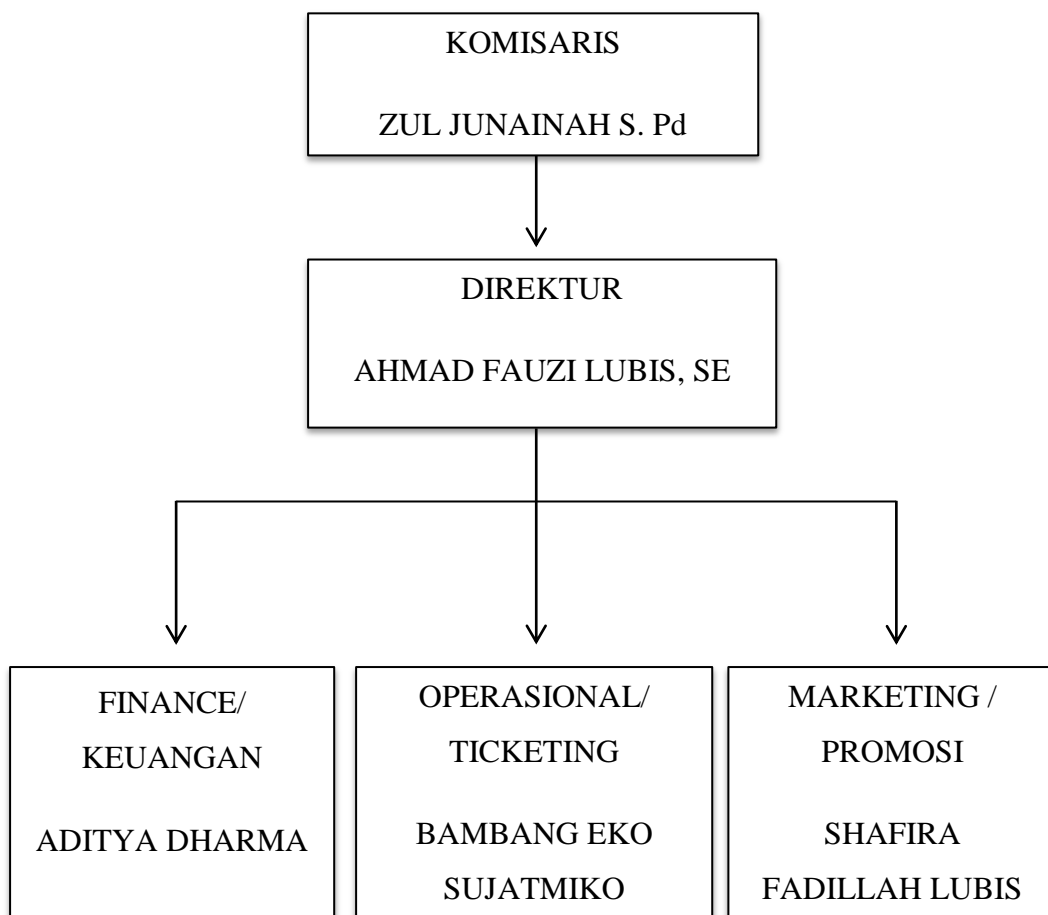 KOMISARIS
ZUL JUNAINAH S. Pd
DIREKTUR
AHMAD FAUZI LUBIS, SE
FINANCE/
KEUANGAN
ADITYA DHARMA
OPERASIONAL/
TICKETING
BAMBANG EKO
SUJATMIKO
MARKETING /
PROMOSI
SHAFIRA
FADILLAH LUBIS